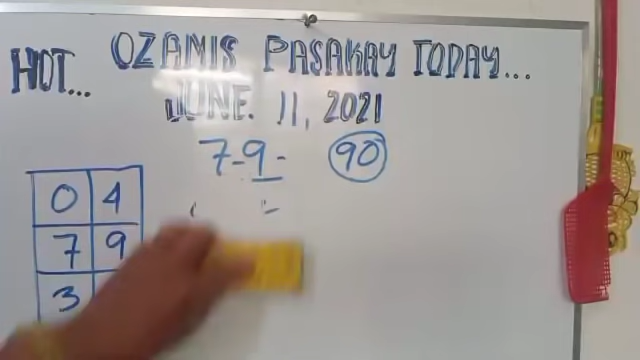 HOT... OZAMIS PASAKAY TODAY...
JUNE. 11, 2021
7-9- 90
0 4
7 9
3